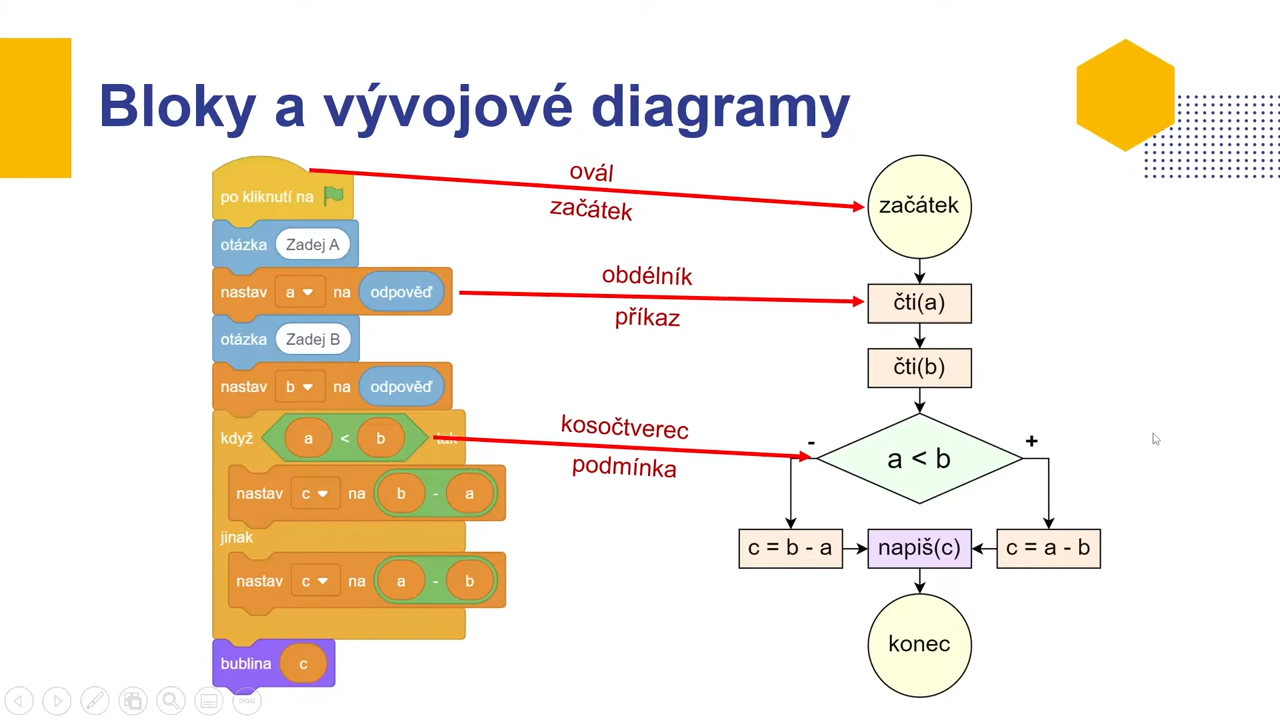 Bloky a vývojové diagramy
po kliknutí na
otázka Zadej A
nastav a na odpověď
otázka Zadej B
nastav b na odpověď
když a < b tak
nastav c na b - a
jinak
nastav c na a - b
bublina c
ovál
začátek
obdélník
příkaz
kosočtverec
podmínka
začátek
čti(a)
čti(b)
- a < b +
c = b - a napiš(c) c = a - b
konec